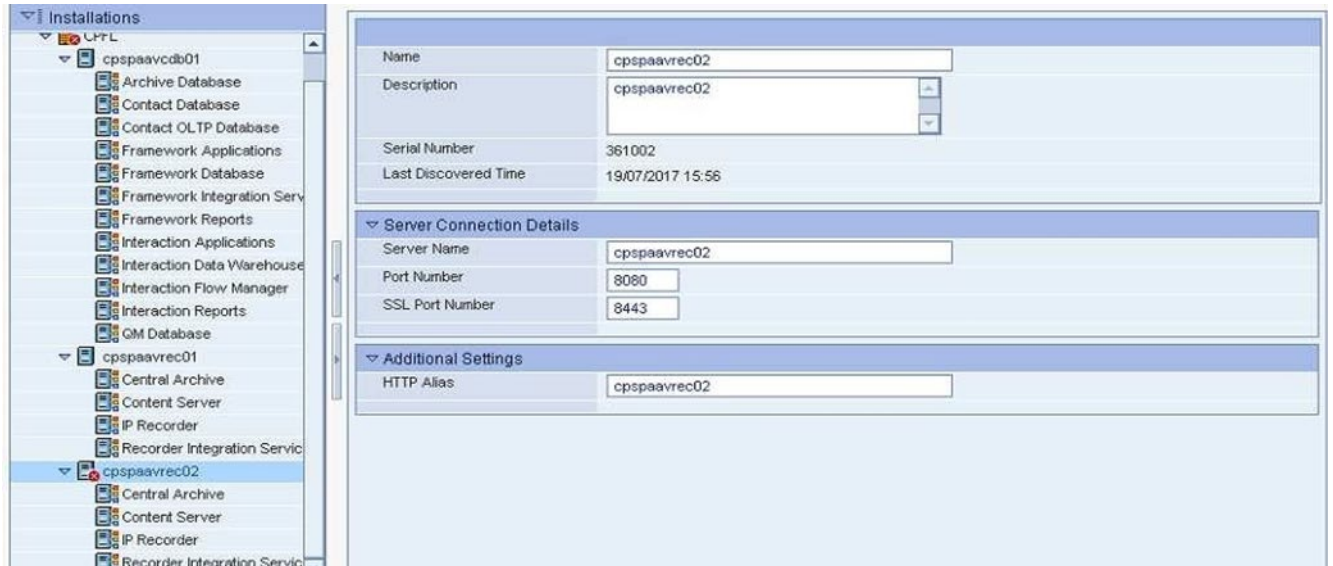 Installations
CPFL
cpspaavcdb01
Archive Database
Contact Database
Contact OLTP Database
Framework Applications
Framework Database
Framework Integration Serv
Framework Reports
Interaction Applications
Interaction Data Warehouse
Interaction Flow Manager
Interaction Reports
QM Database
cpspaavrec01
Central Archive
Content Server
IP Recorder
Recorder Integration Servic
cpspaavrec02
Central Archive
Content Server
IP Recorder
Recorder Integration Servic
Name cpspaavrec02
Description cpspaavrec02
Serial Number 361002
Last Discovered Time 19/07/2017 15:56
Server Connection Details
Server Name cpspaavrec02
Port Number 8080
SSL Port Number 8443
Additional Settings
HTTP Alias cpspaavrec02